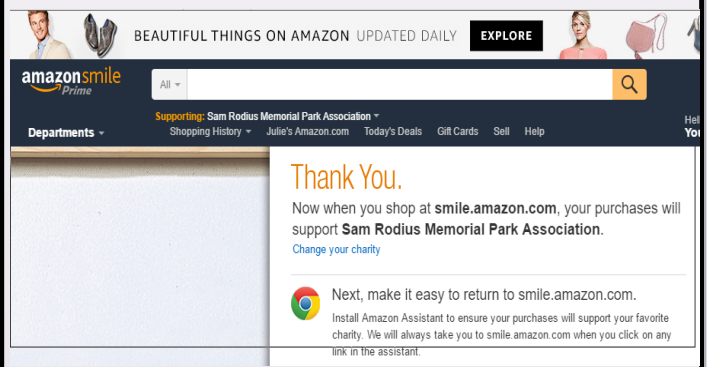 BEAUTIFUL THINGS ON AMAZON UPDATED DAILY EXPLORE
amazonsmile
Prime
All
Supporting: Sam Rodius Memorial Park Association
Departments Shopping History Julie's Amazon.com Today's Deals Gift Cards Sell Help
Hel
You
Thank You.
Now when you shop at smile.amazon.com, your purchases will
support Sam Rodius Memorial Park Association.
Change your charity
Next, make it easy to return to smile.amazon.com.
Install Amazon Assistant to ensure your purchases will support your favorite
charity. We will always take you to smile.amazon.com when you click on any
link in the assistant.